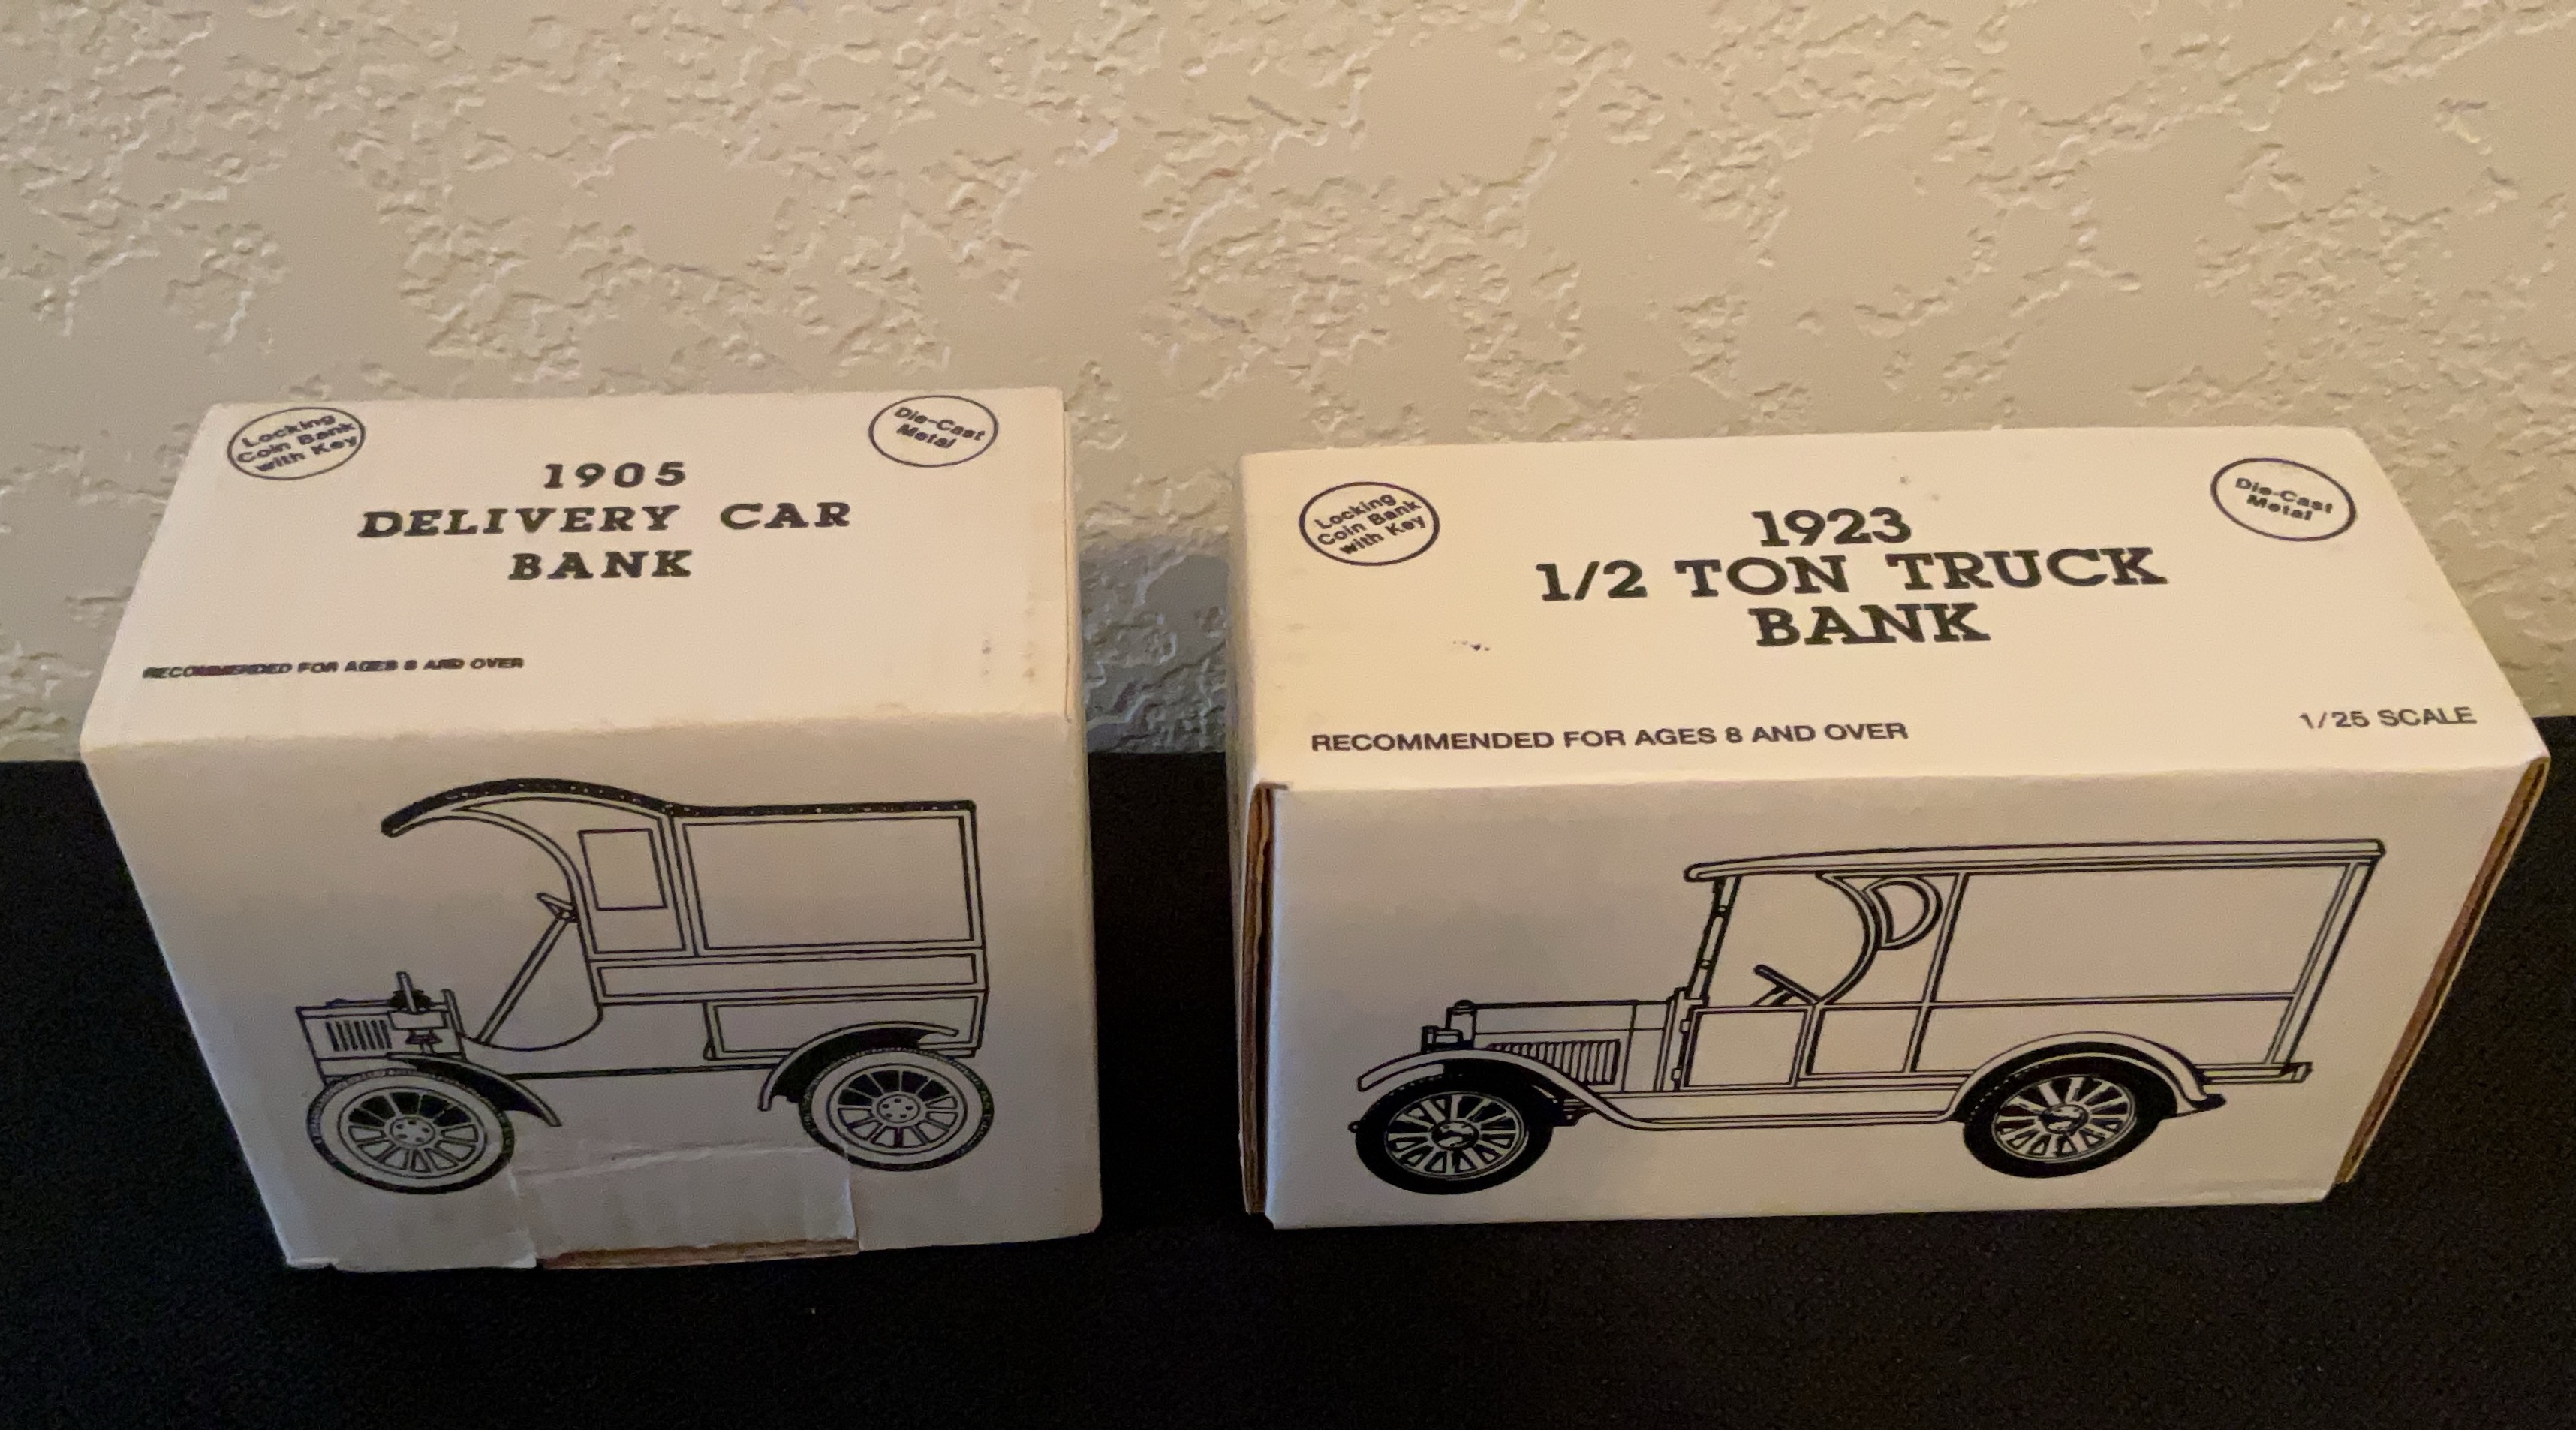 Locking
Coin Bank
with Key
Die-Cast
Metal
1905
DELIVERY CAR
BANK
RECOMMENDED FOR AGES 8 AND OVER
Locking
Coin Bank
with Key
Die-Cast
Metal
1923
1/2 TON TRUCK
BANK
RECOMMENDED FOR AGES 8 AND OVER
1/25 SCALE